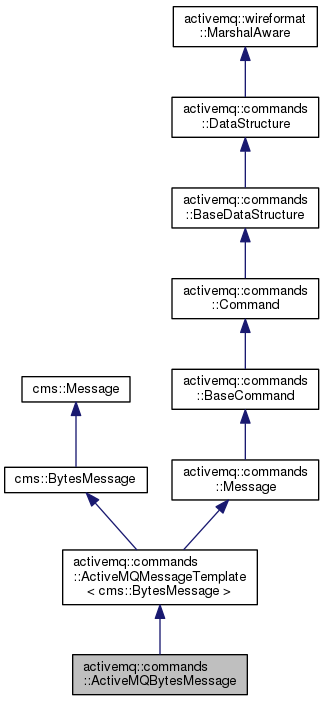 activemq::wireformat
::MarshalAware
activemq::commands
::DataStructure
activemq::commands
::BaseDataStructure
activemq::commands
::Command
activemq::commands
::BaseCommand
cms::Message
cms::BytesMessage
activemq::commands
::Message
activemq::commands
::ActiveMQMessageTemplate
< cms::BytesMessage >
activemq::commands
::ActiveMQBytesMessage